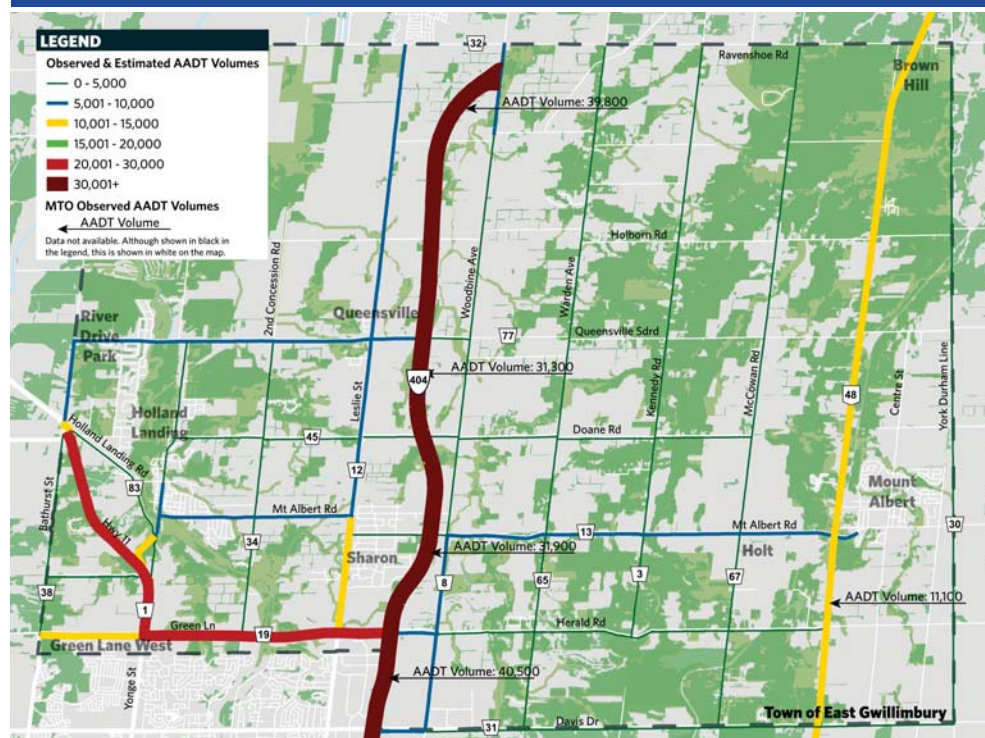 LEGEND
Observed & Estimated AADT Volumes
0 - 5,000
5,001 - 10,000
10,001 - 15,000
15,001 - 20,000
20,001 - 30,000
30,001+
MTO Observed AADT Volumes
AADT Volume
Data not available. Although shown in black in
the legend, this is shown in white on the map.
32
Ravenshoe Rd
Brown
Hill
AADT Volume: 39,800
2nd Concession Rd
Holborn Rd
Woodbine Ave
Warden Ave
River
Drive
Park
Queensville
77
Queensville Sdrd
AADT Volume: 31,300
404
Leslie St
Kennedy Rd
McCowan Rd
48
Centre St
York Durham Line
Holland
Landing
Holland Landing Rd
45
Doane Rd
12
83
Bathurst St
Hwy 11
Mt Albert Rd
34
Sharon
13
Mt Albert Rd
Holt
Mount
Albert
30
AADT Volume: 31,900
38
8
65
3
67
AADT Volume: 11,100
1
Green Ln
19
Herald Rd
Green Lane West
Yonge St
AADT Volume: 40,500
31
Davis Dr
Town of East Gwillimbury